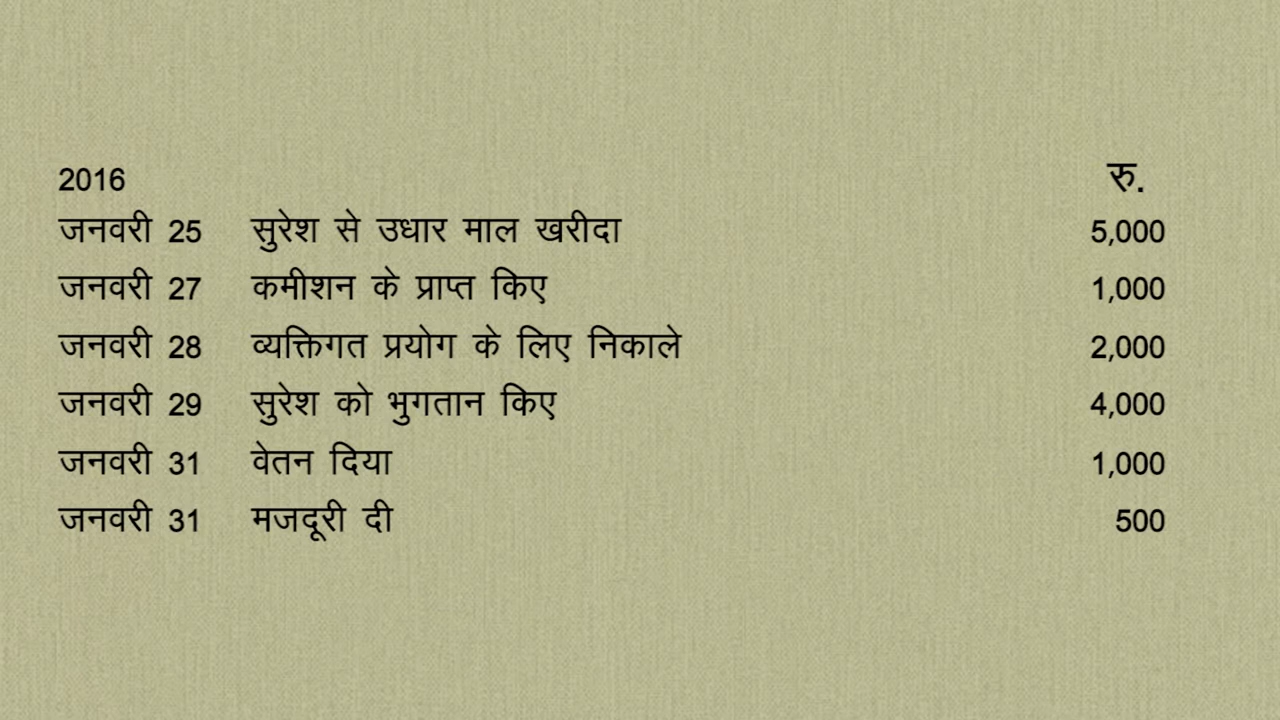 2016 रु.
जनवरी 25 सुरेश से उधार माल खरीदा 5,000
जनवरी 27 कमीशन के प्राप्त किए 1,000
जनवरी 28 व्यक्तिगत प्रयोग के लिए निकाले 2,000
जनवरी 29 सुरेश को भुगतान किए 4,000
जनवरी 31 वेतन दिया 1,000
जनवरी 31 मजदूरी दी 500